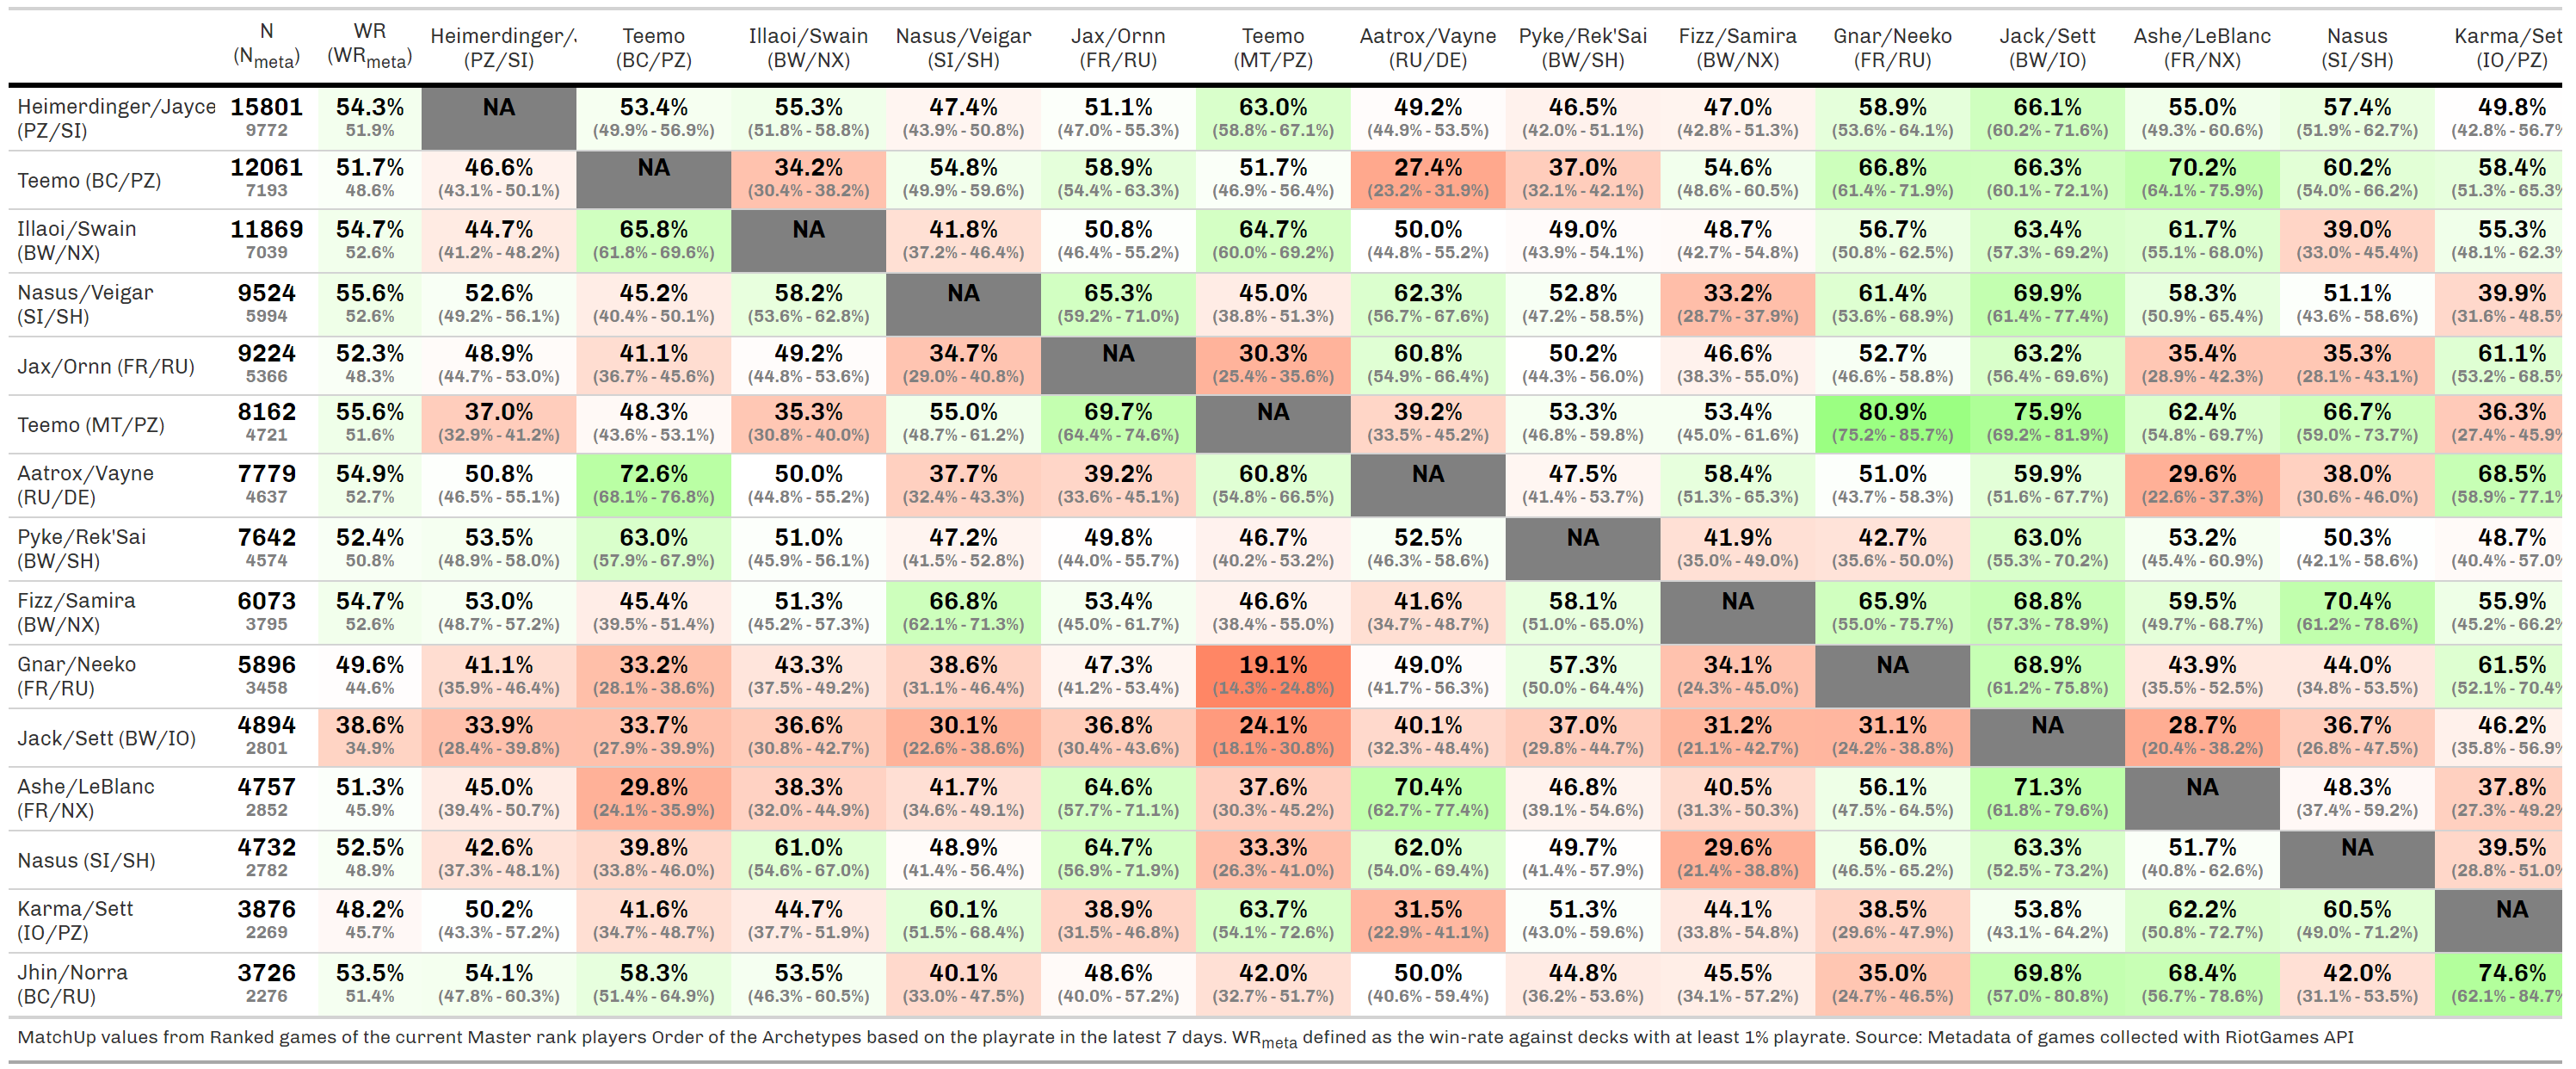 N WR Heimerdinger/J Teemo Illaoi/Swain Nasus/Veigar Jax/Ornn Teemo Aatrox/Vayne Pyke/Rek'Sai Fizz/Samira Gnar/Neeko Jack/Sett Ashe/LeBlanc Nasus Karma/Set
(Nmeta) (WRmeta) (PZ/SI) (BC/PZ) (BW/NX) (SI/SH) (FR/RU) (MT/PZ) (RU/DE) (BW/SH) (BW/NX) (FR/RU) (BW/IO) (FR/NX) (SI/SH) (IO/PZ)
Heimerdinger/Jayce 15801 54.3% NA 53.4% 55.3% 47.4% 51.1% 63.0% 49.2% 46.5% 47.0% 58.9% 66.1% 55.0% 57.4% 49.8%
(PZ/SI) 9772 51.9% (49.9% - 56.9%) (51.8% - 58.8%) (43.9% - 50.8%) (47.0% - 55.3%) (58.8% - 67.1%) (44.9% - 53.5%) (42.0% - 51.1%) (42.8% - 51.3%) (53.6% - 64.1%) (60.2% - 71.6%) (49.3% - 60.6%) (51.9% - 62.7%) (42.8% - 56.7%
Teemo (BC/PZ) 12061 51.7% 46.6% NA 34.2% 54.8% 58.9% 51.7% 27.4% 37.0% 54.6% 66.8% 66.3% 70.2% 60.2% 58.4%
7193 48.6% (43.1% - 50.1%) (30.4% - 38.2%) (49.9% - 59.6%) (54.4% - 63.3%) (46.9% - 56.4%) (23.2% - 31.9%) (32.1% - 42.1%) (48.6% - 60.5%) (61.4% - 71.9%) (60.1% - 72.1%) (64.1% - 75.9%) (54.0% - 66.2%) (51.3% - 65.3%
Illaoi/Swain 11869 54.7% 44.7% 65.8% NA 41.8% 50.8% 64.7% 50.0% 49.0% 48.7% 56.7% 63.4% 61.7% 39.0% 55.3%
(BW/NX) 7039 52.6% (41.2% - 48.2%) (61.8% - 69.6%) (37.2% - 46.4%) (46.4% - 55.2%) (60.0% - 69.2%) (44.8% - 55.2%) (43.9% - 54.1%) (42.7% - 54.8%) (50.8% - 62.5%) (57.3% - 69.2%) (55.1% - 68.0%) (33.0% - 45.4%) (48.1% - 62.3%
Nasus/Veigar 9524 55.6% 52.6% 45.2% 58.2% NA 65.3% 45.0% 62.3% 52.8% 33.2% 61.4% 69.9% 58.3% 51.1% 39.9%
(SI/SH) 5994 52.6% (49.2% - 56.1%) (40.4% - 50.1%) (53.6% - 62.8%) (59.2% - 71.0%) (38.8% - 51.3%) (56.7% - 67.6%) (47.2% - 58.5%) (28.7% - 37.9%) (53.6% - 68.9%) (61.4% - 77.4%) (50.9% - 65.4%) (43.6% - 58.6%) (31.6% - 48.5%
Jax/Ornn (FR/RU) 9224 52.3% 48.9% 41.1% 49.2% 34.7% NA 30.3% 60.8% 50.2% 46.6% 52.7% 63.2% 35.4% 35.3% 61.1%
5366 48.3% (44.7% - 53.0%) (36.7% - 45.6%) (44.8% - 53.6%) (29.0% - 40.8%) (25.4% - 35.6%) (54.9% - 66.4%) (44.3% - 56.0%) (38.3% - 55.0%) (46.6% - 58.8%) (56.4% - 69.6%) (28.9% - 42.3%) (28.1% - 43.1%) (53.2% - 68.5%
Teemo (MT/PZ) 8162 55.6% 37.0% 48.3% 35.3% 55.0% 69.7% NA 39.2% 53.3% 53.4% 80.9% 75.9% 62.4% 66.7% 36.3%
4721 51.6% (32.9% - 41.2%) (43.6% - 53.1%) (30.8% - 40.0%) (48.7% - 61.2%) (64.4% - 74.6%) (33.5% - 45.2%) (46.8% - 59.8%) (45.0% - 61.6%) (75.2% - 85.7%) (69.2% - 81.9%) (54.8% - 69.7%) (59.0% - 73.7%) (27.4% - 45.9%
Aatrox/Vayne 7779 54.9% 50.8% 72.6% 50.0% 37.7% 39.2% 60.8% NA 47.5% 58.4% 51.0% 59.9% 29.6% 38.0% 68.5%
(RU/DE) 4637 52.7% (46.5% - 55.1%) (68.1% - 76.8%) (44.8% - 55.2%) (32.4% - 43.3%) (33.6% - 45.1%) (54.8% - 66.5%) (41.4% - 53.7%) (51.3% - 65.3%) (43.7% - 58.3%) (51.6% - 67.7%) (22.6% - 37.3%) (30.6% - 46.0%) (58.9% - 77.1%
Pyke/Rek'Sai 7642 52.4% 53.5% 63.0% 51.0% 47.2% 49.8% 46.7% 52.5% NA 41.9% 42.7% 63.0% 53.2% 50.3% 48.7%
(BW/SH) 4574 50.8% (48.9% - 58.0%) (57.9% - 67.9%) (45.9% - 56.1%) (41.5% - 52.8%) (44.0% - 55.7%) (40.2% - 53.2%) (46.3% - 58.6%) (35.0% - 49.0%) (35.6% - 50.0%) (55.3% - 70.2%) (45.4% - 60.9%) (42.1% - 58.6%) (40.4% - 57.0%
Fizz/Samira 6073 54.7% 53.0% 45.4% 51.3% 66.8% 53.4% 46.6% 41.6% 58.1% NA 65.9% 68.8% 59.5% 70.4% 55.9%
(BW/NX) 3795 52.6% (48.7% - 57.2%) (39.5% - 51.4%) (45.2% - 57.3%) (62.1% - 71.3%) (45.0% - 61.7%) (38.4% - 55.0%) (34.7% - 48.7%) (51.0% - 65.0%) (55.0% - 75.7%) (57.3% - 78.9%) (49.7% - 68.7%) (61.2% - 78.6%) (45.2% - 66.2%
Gnar/Neeko 5896 49.6% 41.1% 33.2% 43.3% 38.6% 47.3% 19.1% 49.0% 57.3% 34.1% NA 68.9% 43.9% 44.0% 61.5%
(FR/RU) 3458 44.6% (35.9% - 46.4%) (28.1% - 38.6%) (37.5% - 49.2%) (31.1% - 46.4%) (41.2% - 53.4%) (14.3% - 24.8%) (41.7% - 56.3%) (50.0% - 64.4%) (24.3% - 45.0%) (61.2% - 75.8%) (35.5% - 52.5%) (34.8% - 53.5%) (52.1% - 70.4%
Jack/Sett (BW/IO) 4894 38.6% 33.9% 33.7% 36.6% 30.1% 36.8% 24.1% 40.1% 37.0% 31.2% 31.1% NA 28.7% 36.7% 46.2%
2801 34.9% (28.4% - 39.8%) (27.9% - 39.9%) (30.8% - 42.7%) (22.6% - 38.6%) (30.4% - 43.6%) (18.1% - 30.8%) (32.3% - 48.4%) (29.8% - 44.7%) (21.1% - 42.7%) (24.2% - 38.8%) (20.4% - 38.2%) (26.8% - 47.5%) (35.8% - 56.9%
Ashe/LeBlanc 4757 51.3% 45.0% 29.8% 38.3% 41.7% 64.6% 37.6% 70.4% 46.8% 40.5% 56.1% 71.3% NA 48.3% 37.8%
(FR/NX) 2852 45.9% (39.4% - 50.7%) (24.1% - 35.9%) (32.0% - 44.9%) (34.6% - 49.1%) (57.7% - 71.1%) (30.3% - 45.2%) (62.7% - 77.4%) (39.1% - 54.6%) (31.3% - 50.3%) (47.5% - 64.5%) (61.8% - 79.6%) (37.4% - 59.2%) (27.3% - 49.2%
Nasus (SI/SH) 4732 52.5% 42.6% 39.8% 61.0% 48.9% 64.7% 33.3% 62.0% 49.7% 29.6% 56.0% 63.3% 51.7% NA 39.5%
2782 48.9% (37.3% - 48.1%) (33.8% - 46.0%) (54.6% - 67.0%) (41.4% - 56.4%) (56.9% - 71.9%) (26.3% - 41.0%) (54.0% - 69.4%) (41.4% - 57.9%) (21.4% - 38.8%) (46.5% - 65.2%) (52.5% - 73.2%) (40.8% - 62.6%) (28.8% - 51.0%
Karma/Sett 3876 48.2% 50.2% 41.6% 44.7% 60.1% 38.9% 63.7% 31.5% 51.3% 44.1% 38.5% 53.8% 62.2% 60.5% NA
(IO/PZ) 2269 45.7% (43.3% - 57.2%) (34.7% - 48.7%) (37.7% - 51.9%) (51.5% - 68.4%) (31.5% - 46.8%) (54.1% - 72.6%) (22.9% - 41.1%) (43.0% - 59.6%) (33.8% - 54.8%) (29.6% - 47.9%) (43.1% - 64.2%) (50.8% - 72.7%) (49.0% - 71.2%)
Jhin/Norra 3726 53.5% 54.1% 58.3% 53.5% 40.1% 48.6% 42.0% 50.0% 44.8% 45.5% 35.0% 69.8% 68.4% 42.0% 74.6%
(BC/RU) 2276 51.4% (47.8% - 60.3%) (51.4% - 64.9%) (46.3% - 60.5%) (33.0% - 47.5%) (40.0% - 57.2%) (32.7% - 51.7%) (40.6% - 59.4%) (36.2% - 53.6%) (34.1% - 57.2%) (24.7% - 46.5%) (57.0% - 80.8%) (56.7% - 78.6%) (31.1% - 53.5%) (62.1% - 84.7%
MatchUp values from Ranked games of the current Master rank players Order of the Archetypes based on the playrate in the latest 7 days. WRmeta defined as the win-rate against decks with at least 1% playrate. Source: Metadata of games collected with RiotGames API